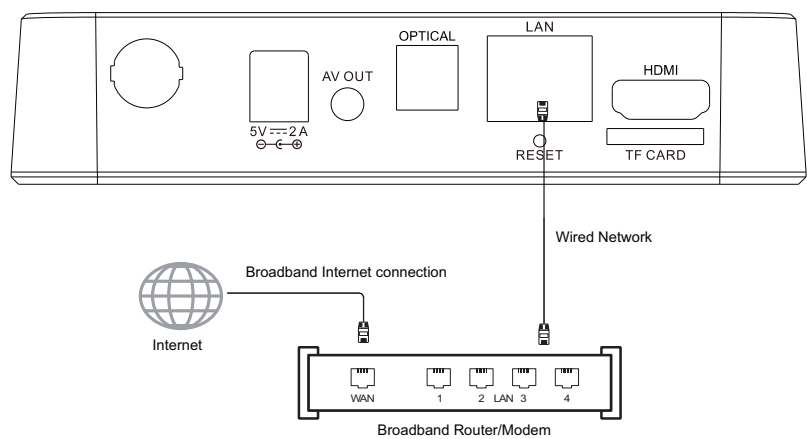 OPTICAL
LAN
AV OUT
HDMI
5V ⎓ 2A
RESET
TF CARD
Wired Network
Broadband Internet connection
Internet
WAN
1
2
LAN
3
4
Broadband Router/Modem